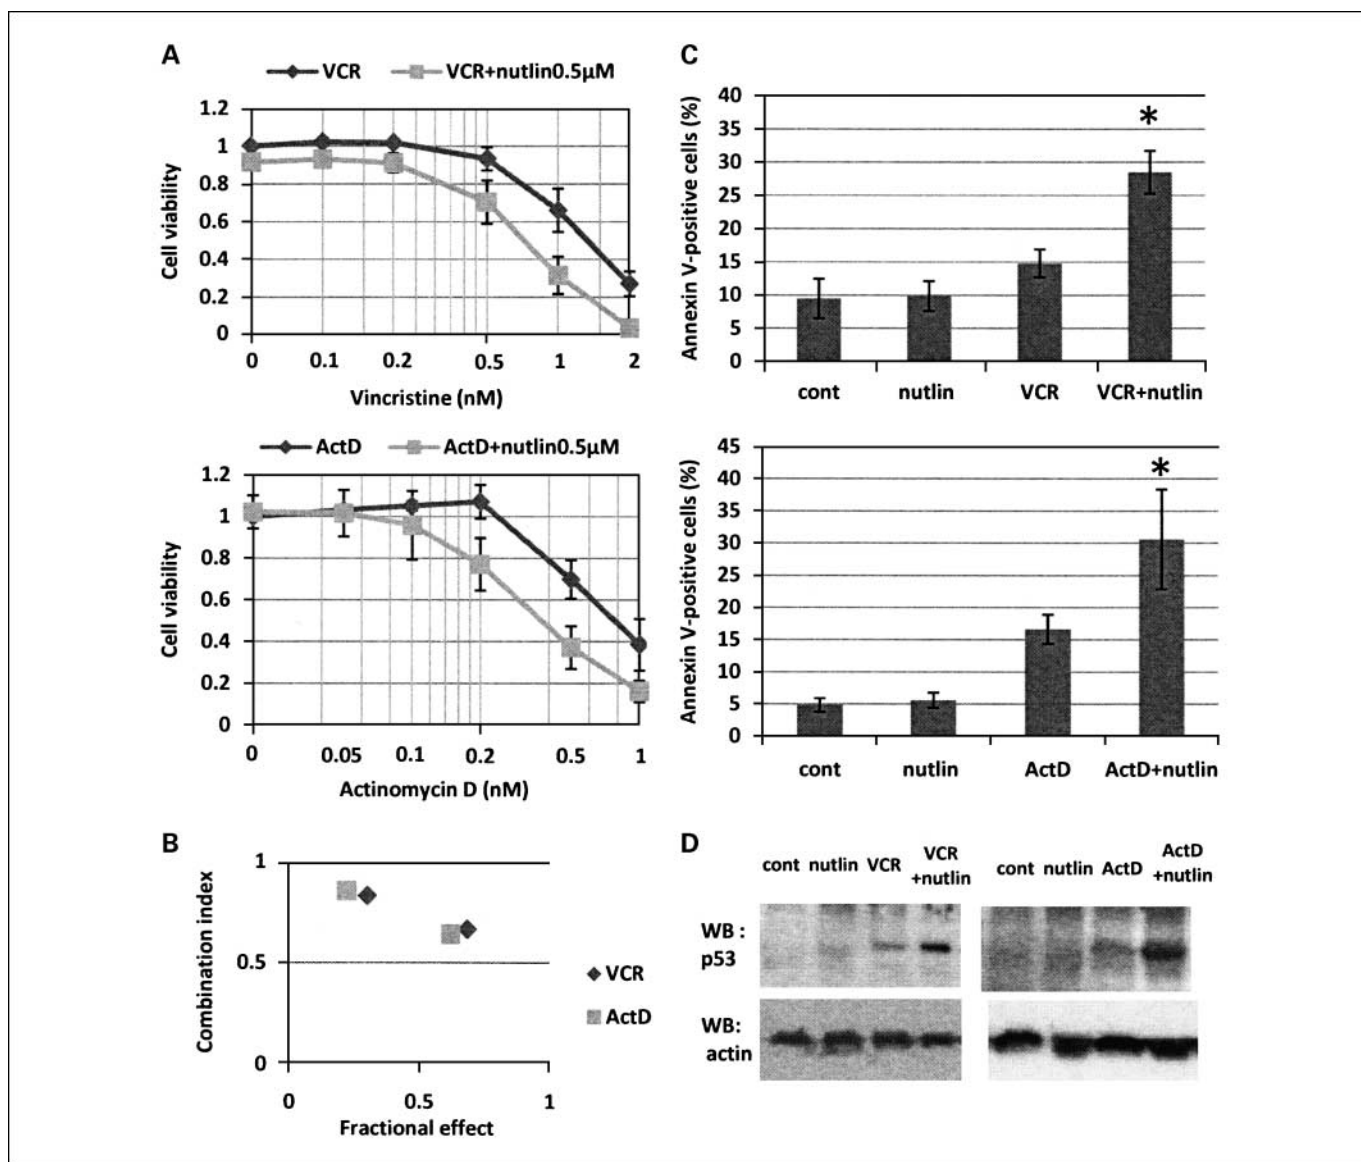 A
VCR VCR+nutlin0.5µM
1.2
1
0.8
0.6
0.4
0.2
0
Cell viability
0 0.1 0.2 0.5 1 2
Vincristine (nM)
ActD ActD+nutlin0.5µM
1.2
1
0.8
0.6
0.4
0.2
0
Cell viability
0 0.05 0.1 0.2 0.5 1
Actinomycin D (nM)
B
1
0.5
0
Combination index
0 0.5 1
Fractional effect
VCR
ActD
C
40
35
30
25
20
15
10
5
0
Annexin V-positive cells (%)
*
cont nutlin VCR VCR+nutlin
45
40
35
30
25
20
15
10
5
0
Annexin V-positive cells (%)
*
cont nutlin ActD ActD+nutlin
D
cont nutlin VCR VCR
+nutlin
cont nutlin ActD ActD
+nutlin
WB :
p53
WB:
actin